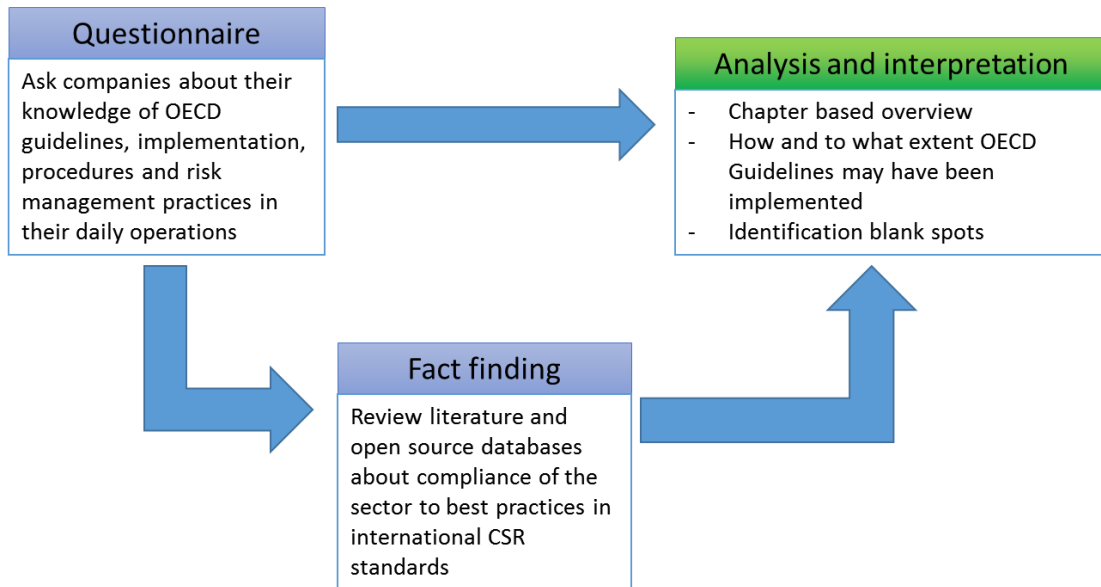 Questionnaire
Ask companies about their
knowledge of OECD
guidelines, implementation,
procedures and risk
management practices in
their daily operations
Analysis and interpretation
- Chapter based overview
- How and to what extent OECD
Guidelines may have been
implemented
- Identification blank spots
Fact finding
Review literature and
open source databases
about compliance of the
sector to best practices in
international CSR
standards